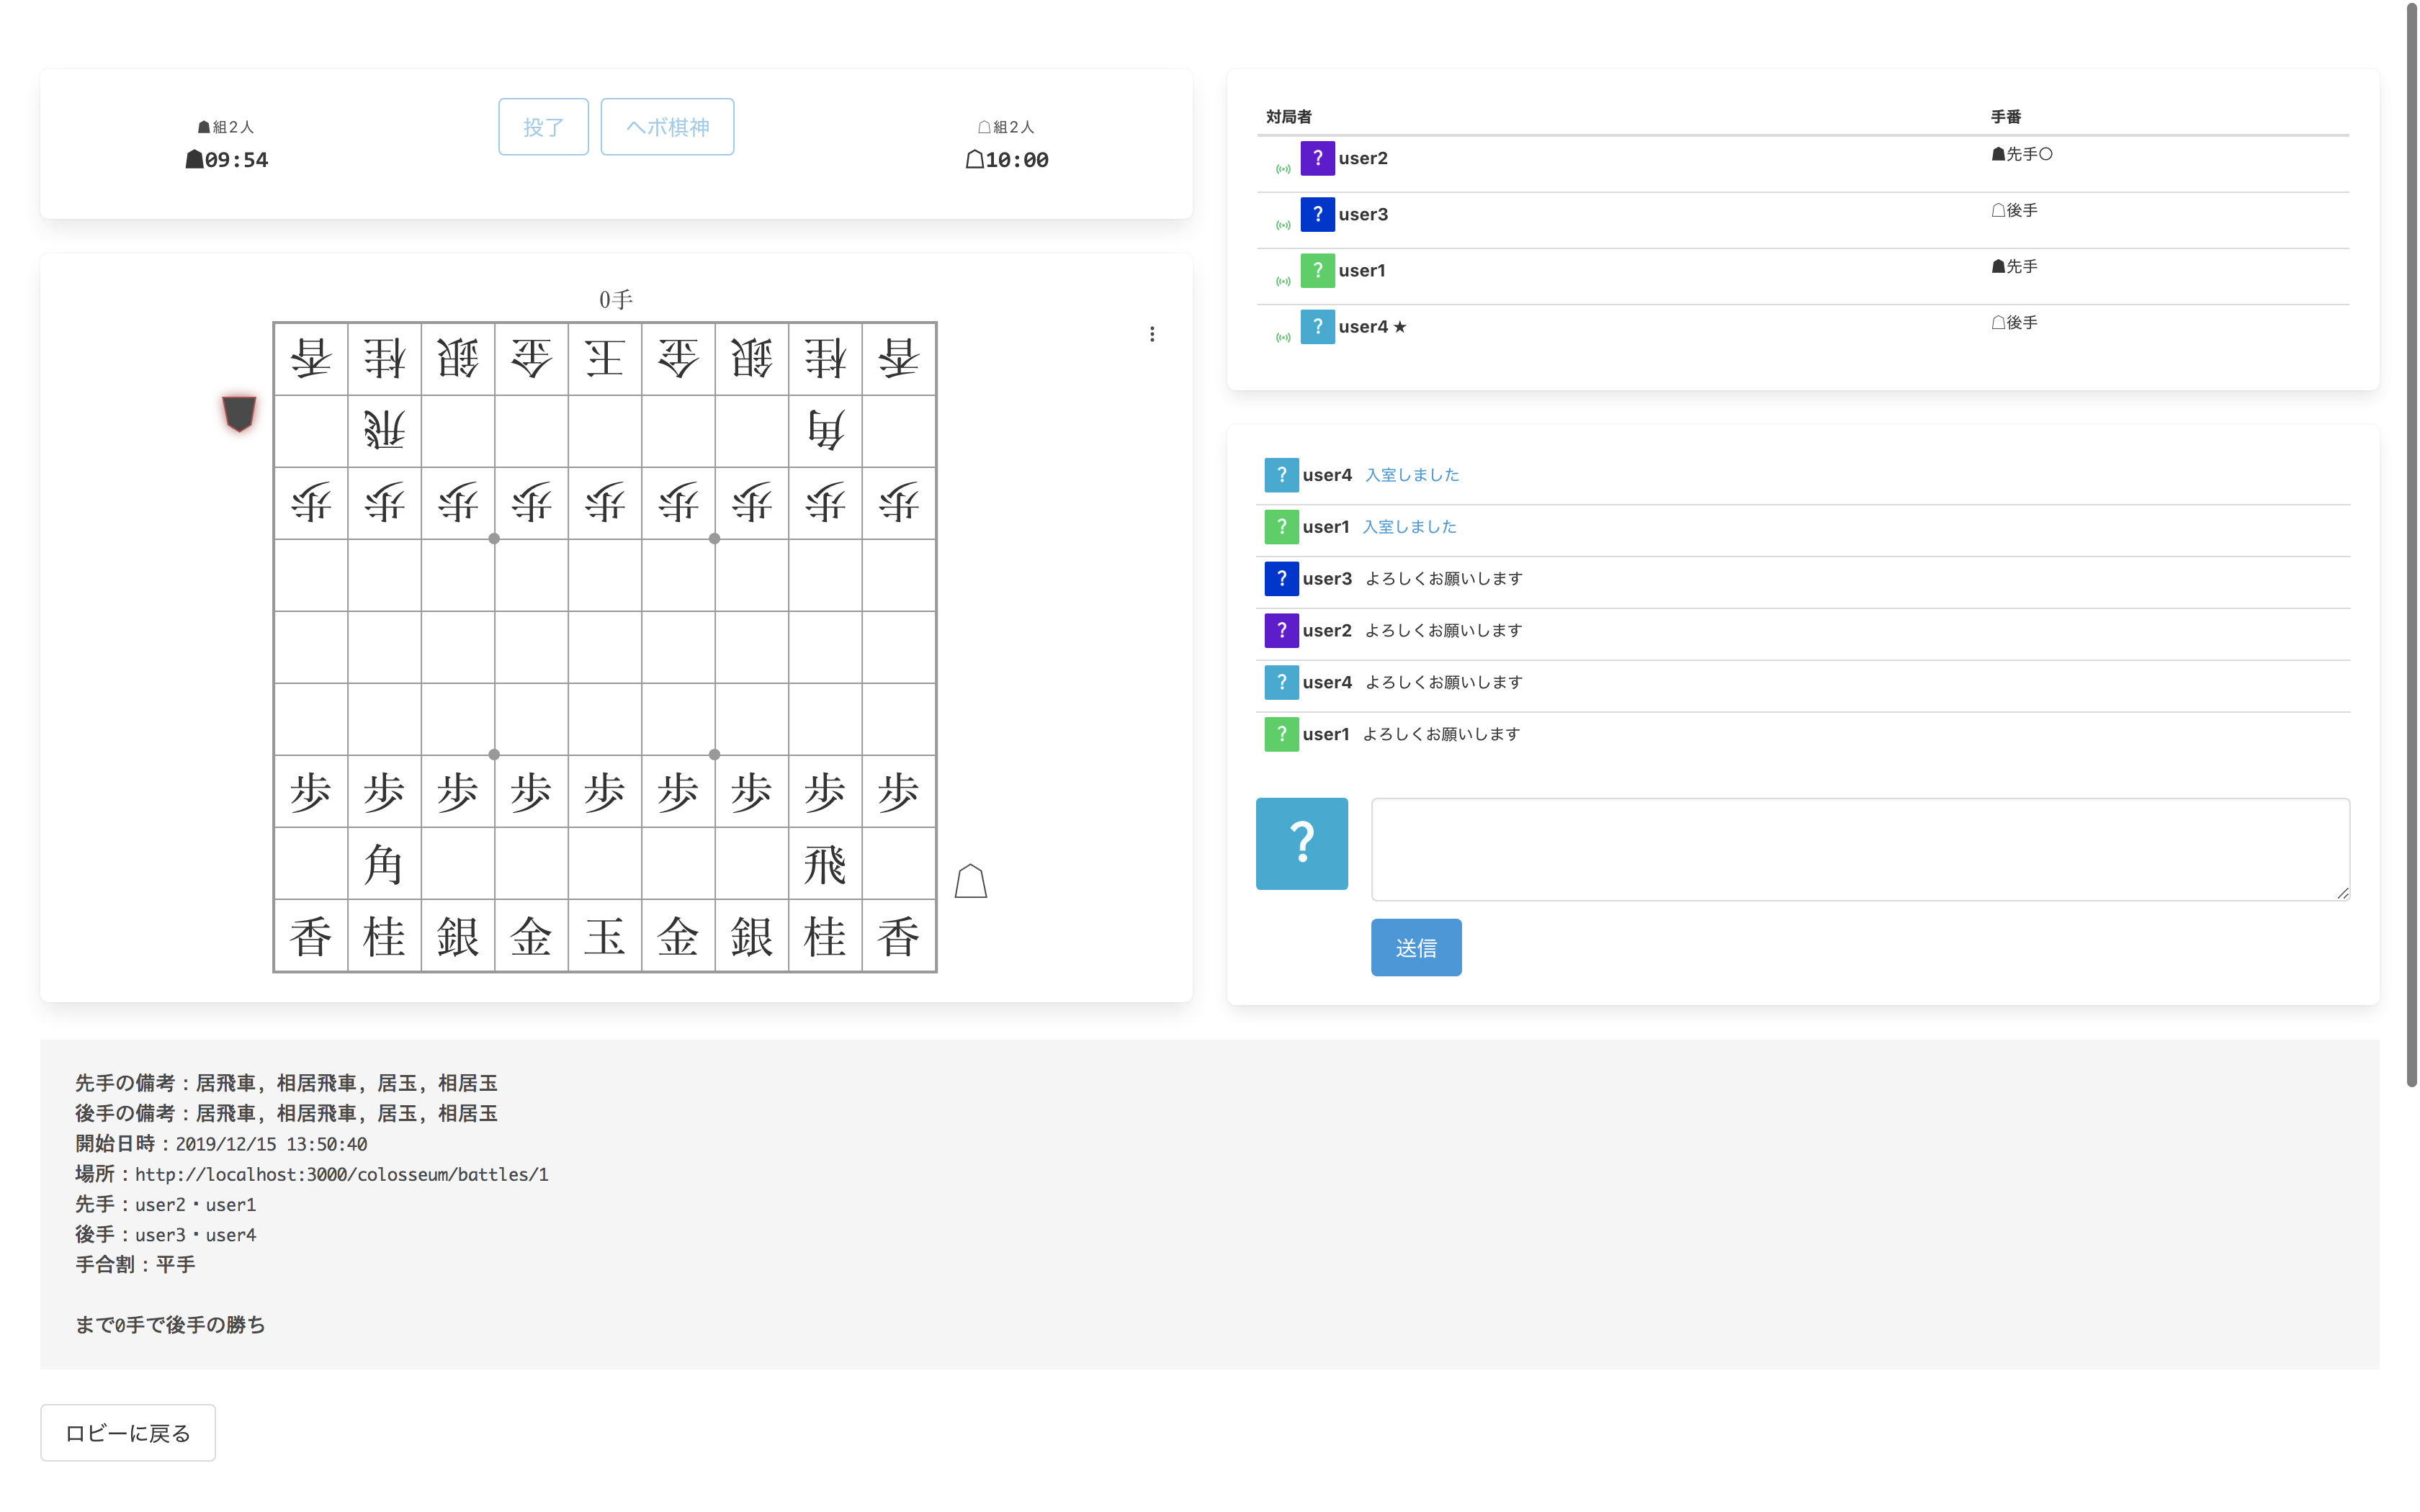 ☗組2人
☗09:54
投了
ヘボ棋神
☖組2人
☖10:00
0手
香 桂 銀 金 王 金 銀 桂 香
飛 角
歩 歩 歩 歩 歩 歩 歩 歩 歩
歩 歩 歩 歩 歩 歩 歩 歩 歩
角 飛
香 桂 銀 金 玉 金 銀 桂 香
対局者 手番
? user2 ☗先手○
? user3 ☖後手
? user1 ☗先手
? user4 ★ ☖後手
? user4 入室しました
? user1 入室しました
? user3 よろしくお願いします
? user2 よろしくお願いします
? user4 よろしくお願いします
? user1 よろしくお願いします
?
送信
先手の備考：居飛車, 相居飛車, 居玉, 相居玉
後手の備考：居飛車, 相居飛車, 居玉, 相居玉
開始日時：2019/12/15 13:50:40
場所：http://localhost:3000/colosseum/battles/1
先手：user2・user1
後手：user3・user4
手合割：平手
まで0手で後手の勝ち
ロビーに戻る